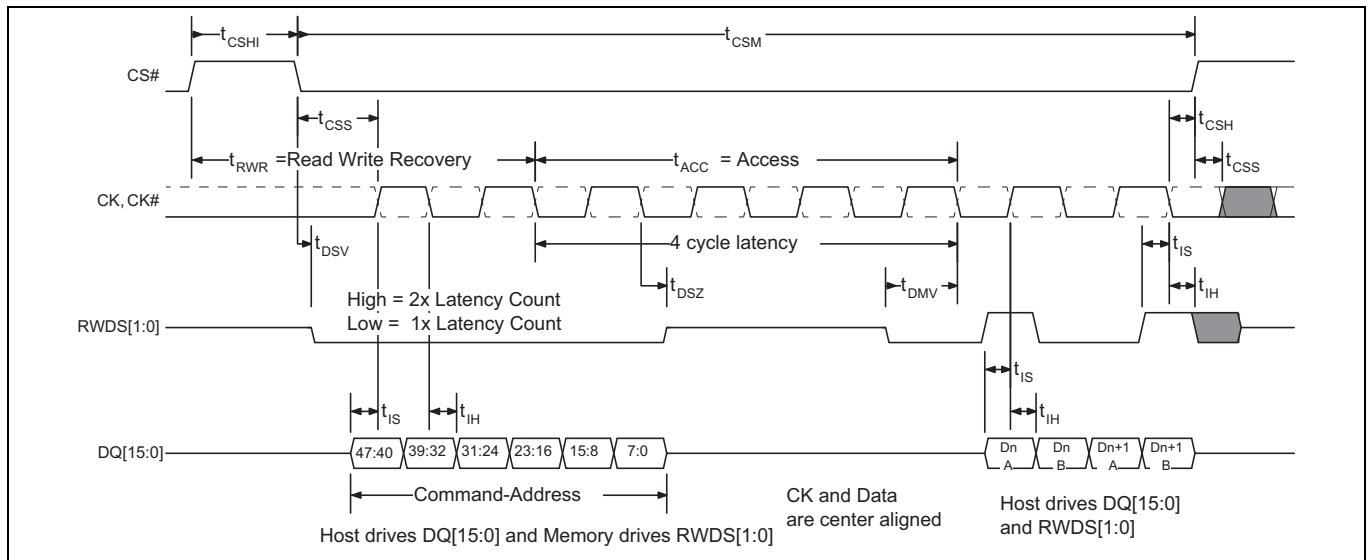 tCSHI
tCSM
CS#
tCSS
tCSH
tRWR =Read Write Recovery
tACC = Access
tCSS
CK, CK#
tDSV
4 cycle latency
tIS
tDSZ
tDMV
tIH
High = 2x Latency Count
Low = 1x Latency Count
RWDS[1:0]
tIS
tIS
tIH
tIH
DQ[15:0]
47:40 39:32 31:24 23:16 15:8 7:0
Dn Dn Dn+1 Dn+1
A B A B
Command-Address
CK and Data
are center aligned
Host drives DQ[15:0]
and RWDS[1:0]
Host drives DQ[15:0] and Memory drives RWDS[1:0]